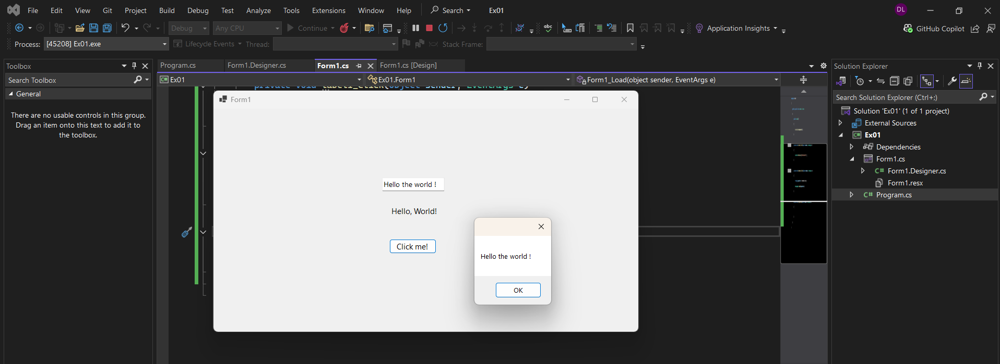 File Edit View Git Project Build Debug Test Analyze Tools Extensions Window Help Search Ex01 DL
Debug Any CPU Continue abc Application Insights GitHub Copilot
Process: [45208] Ex01.exe Lifecycle Events Thread: Stack Frame:
Toolbox
Search Toolbox
General
There are no usable controls in this group.
Drag an item onto this text to add it to
the toolbox.
Program.cs Form1.Designer.cs Form1.cs Form1.cs [Design]
Ex01 Ex01.Form1 Form1_Load(object sender, EventArgs e)
private void label1_Click(object sender, EventArgs e)
Form1
Hello the world !
Hello, World!
Click me!
Hello the world !
OK
Solution Explorer
Search Solution Explorer (Ctrl+;)
Solution 'Ex01' (1 of 1 project)
External Sources
Ex01
Dependencies
Form1.cs
C# Form1.Designer.cs
Form1.resx
C# Program.cs